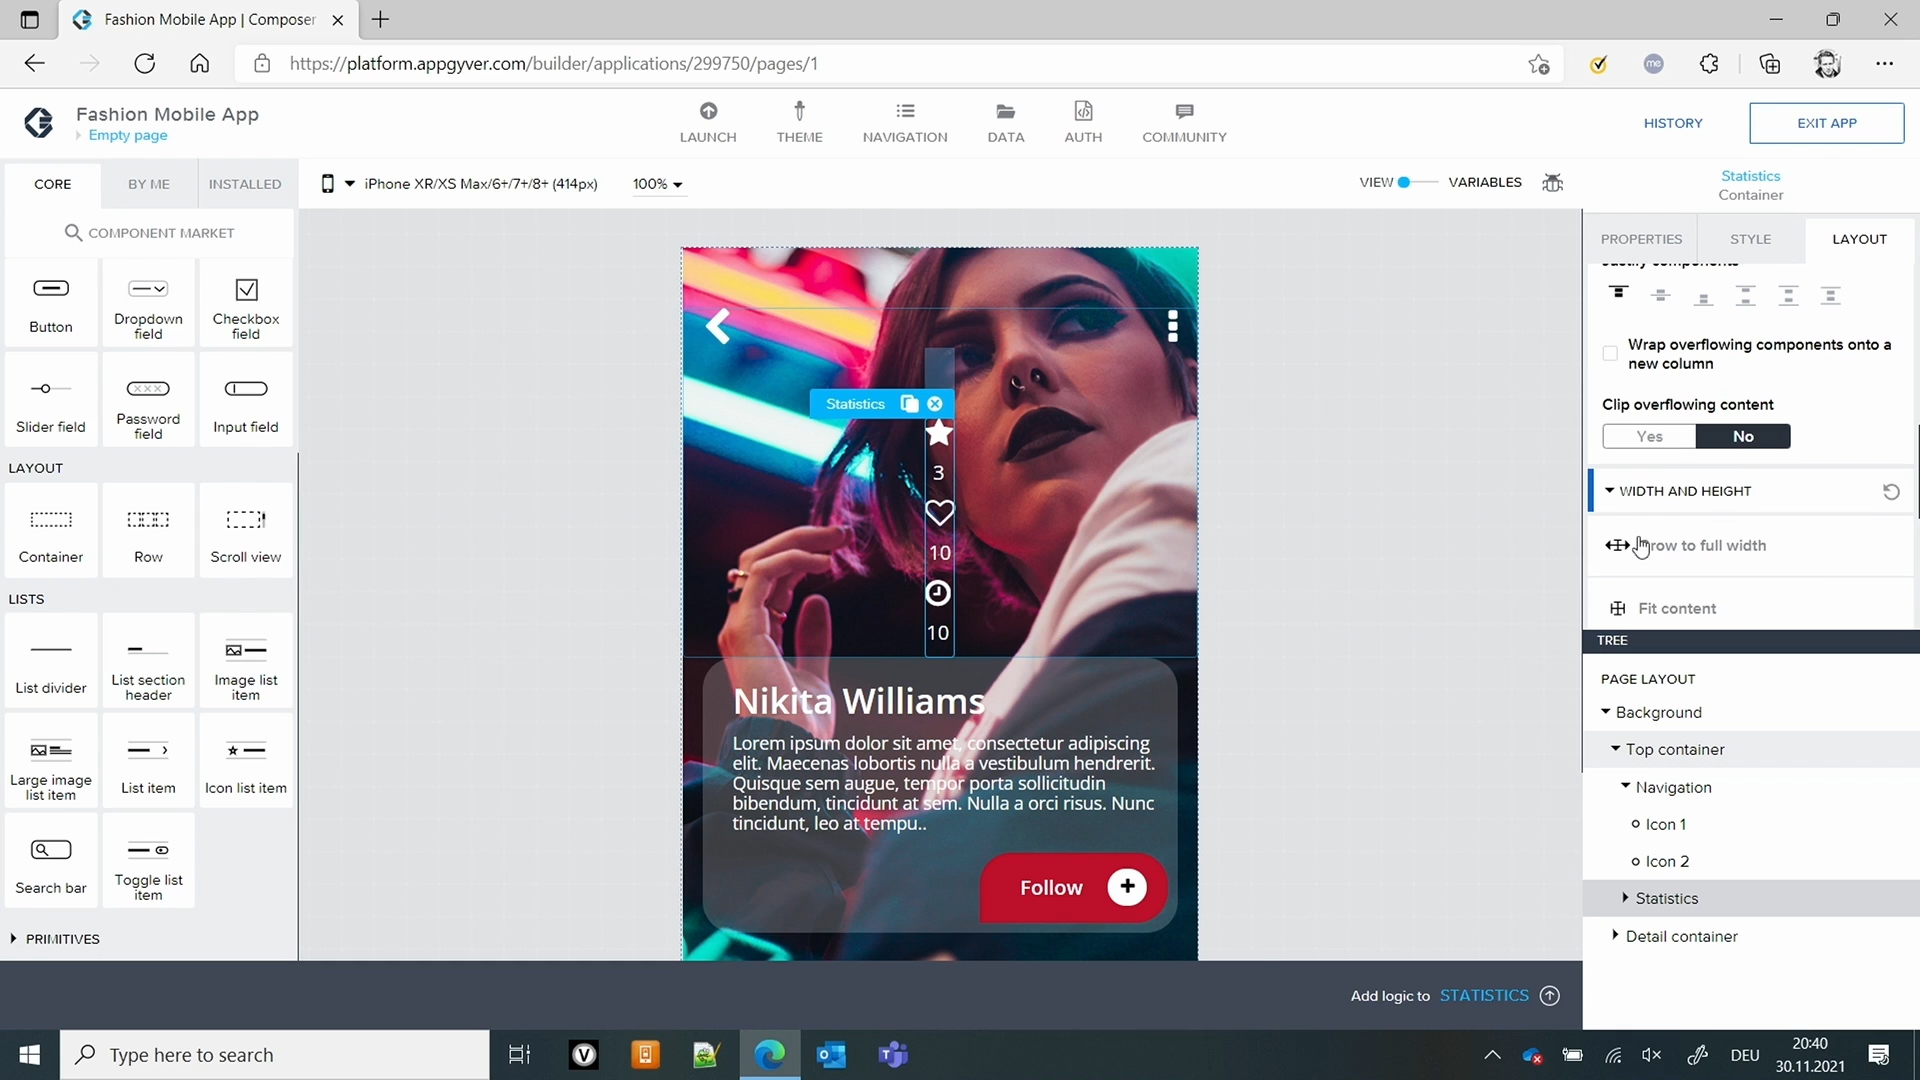 Fashion Mobile App | Composer
https://platform.appgyver.com/builder/applications/299750/pages/1
me
Fashion Mobile App
Empty page
LAUNCH
THEME
NAVIGATION
DATA
AUTH
COMMUNITY
HISTORY
EXIT APP
CORE
BY ME
INSTALLED
iPhone XR/XS Max/6+/7+/8+ (414px)
100%
VIEW
VARIABLES
Statistics
Container
COMPONENT MARKET
PROPERTIES
STYLE
LAYOUT
Justify components
Button
Dropdown
field
Checkbox
field
Wrap overflowing components onto a
new column
Slider field
Password
field
Input field
Clip overflowing content
Yes
No
LAYOUT
WIDTH AND HEIGHT
Container
Row
Scroll view
row to full width
Fit content
LISTS
List divider
List section
header
Image list
item
Large image
list item
List item
Icon list item
Search bar
Toggle list
item
PRIMITIVES
Statistics
3
10
10
Nikita Williams
Lorem ipsum dolor sit amet, consectetur adipiscing
elit. Maecenas lobortis nulla a vestibulum hendrerit.
Quisque sem augue, tempor porta sollicitudin
bibendum, tincidunt at sem. Nulla a orci risus. Nunc
tincidunt, leo at tempu..
Follow
TREE
PAGE LAYOUT
Background
Top container
Navigation
Icon 1
Icon 2
Statistics
Detail container
Add logic to STATISTICS
Type here to search
V
DEU
20:40
30.11.2021